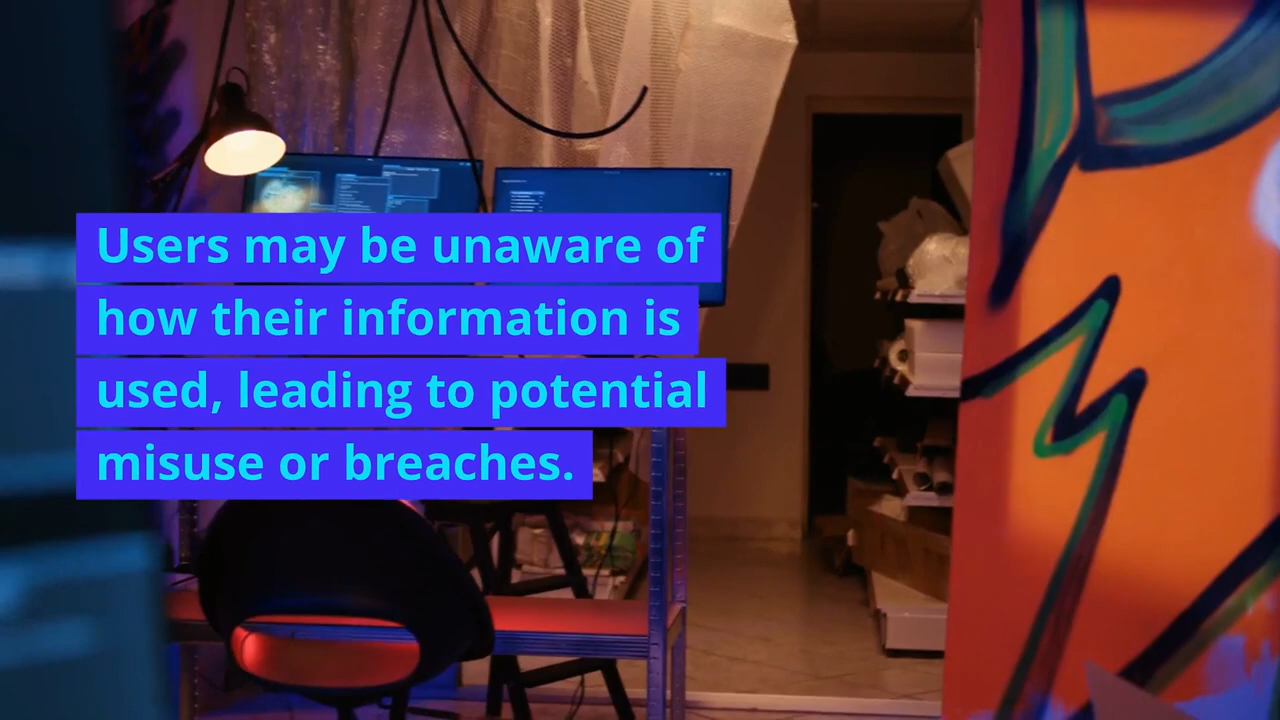 Users may be unaware of
how their information is
used, leading to potential
misuse or breaches.